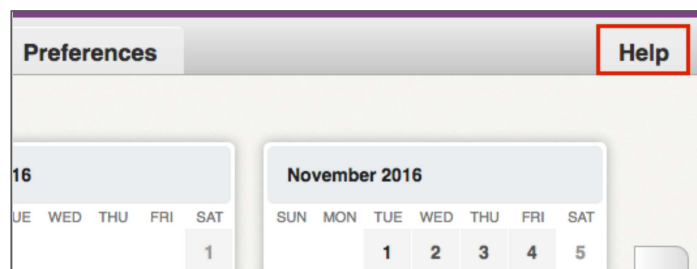 Preferences Help
16 November 2016
UE WED THU FRI SAT SUN MON TUE WED THU FRI SAT
1 1 2 3 4 5